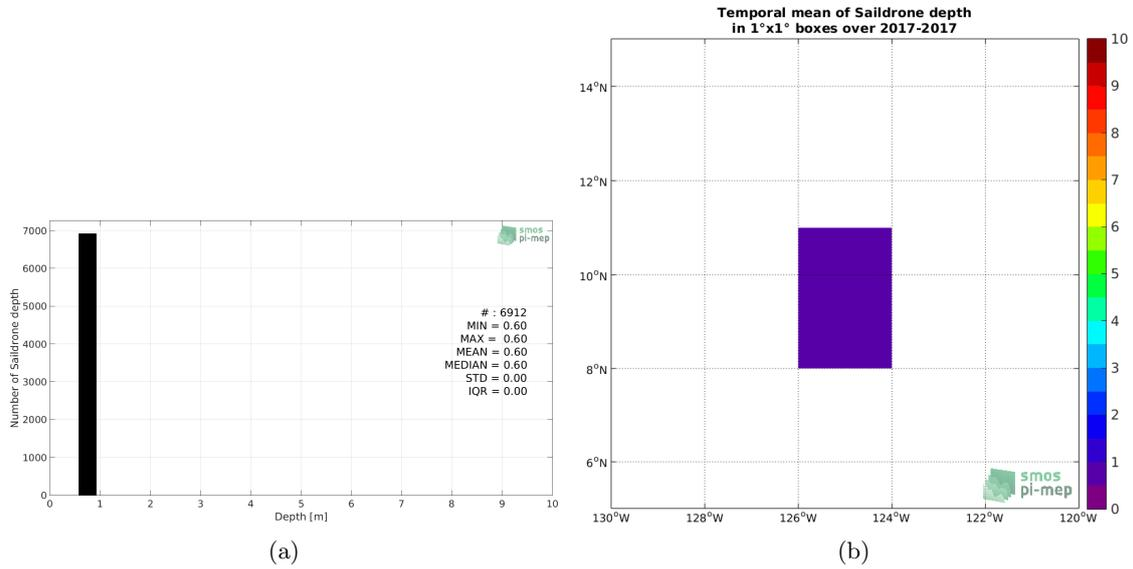 7000
6000
5000
4000
3000
2000
1000
0
Number of Saildrone depth
smos
pi-mep
# : 6912
MIN = 0.60
MAX = 0.60
MEAN = 0.60
MEDIAN = 0.60
STD = 0.00
IQR = 0.00
0 1 2 3 4 5 6 7 8 9 10
Depth [m]
(a)
Temporal mean of Saildrone depth
in 1°x1° boxes over 2017-2017
14°N
12°N
10°N
8°N
6°N
130°W 128°W 126°W 124°W 122°W 120°W
smos
pi-mep
10
9
8
7
6
5
4
3
2
1
0
(b)